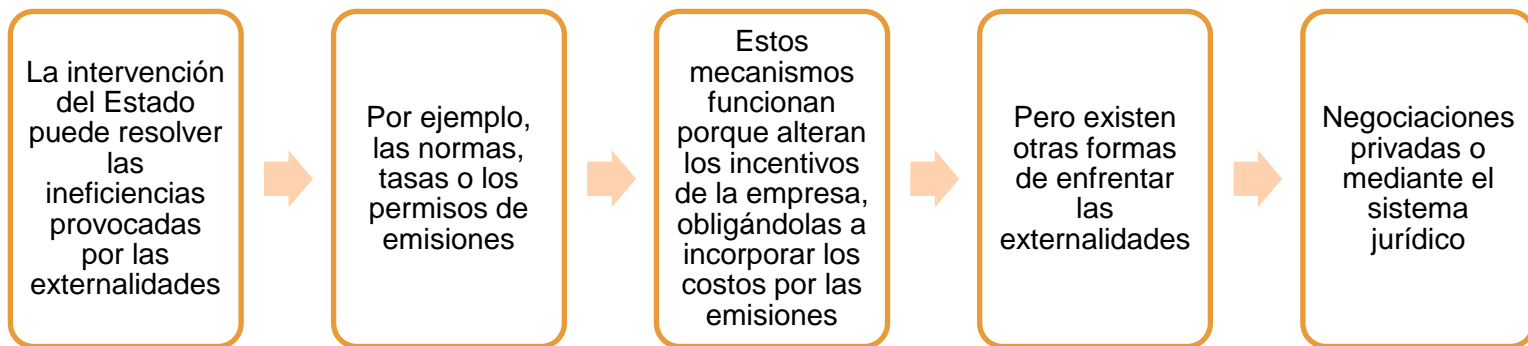 La intervención
del Estado
puede resolver
las
ineficiencias
provocadas
por las
externalidades
Por ejemplo,
las normas,
tasas o los
permisos de
emisiones
Estos
mecanismos
funcionan
porque alteran
los incentivos
de la empresa,
obligándolas a
incorporar los
costos por las
emisiones
Pero existen
otras formas
de enfrentar
las
externalidades
Negociaciones
privadas o
mediante el
sistema
jurídico